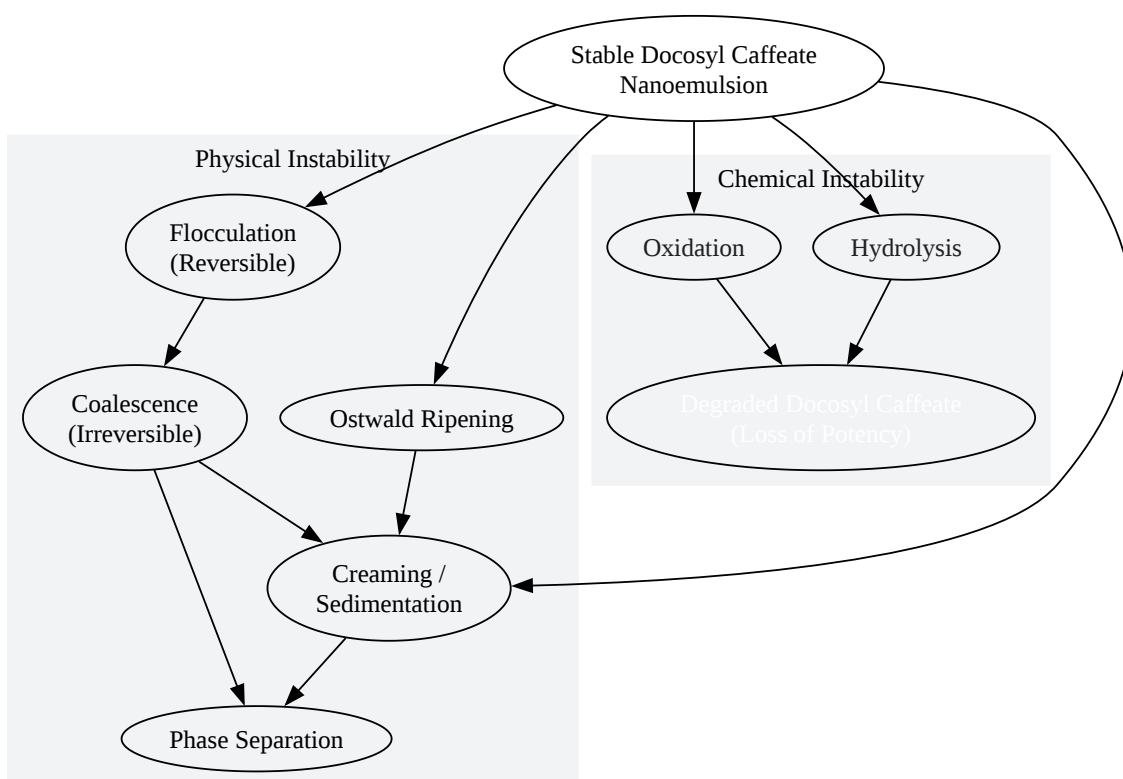 Stable Docosyl Caffeate
Nanoemulsion
Physical Instability
Chemical Instability
Flocculation
(Reversible)
Oxidation
Hydrolysis
Coalescence
(Irreversible)
Ostwald Ripening
Degraded Docosyl Caffeate
(Loss of Potency)
Creaming /
Sedimentation
Phase Separation